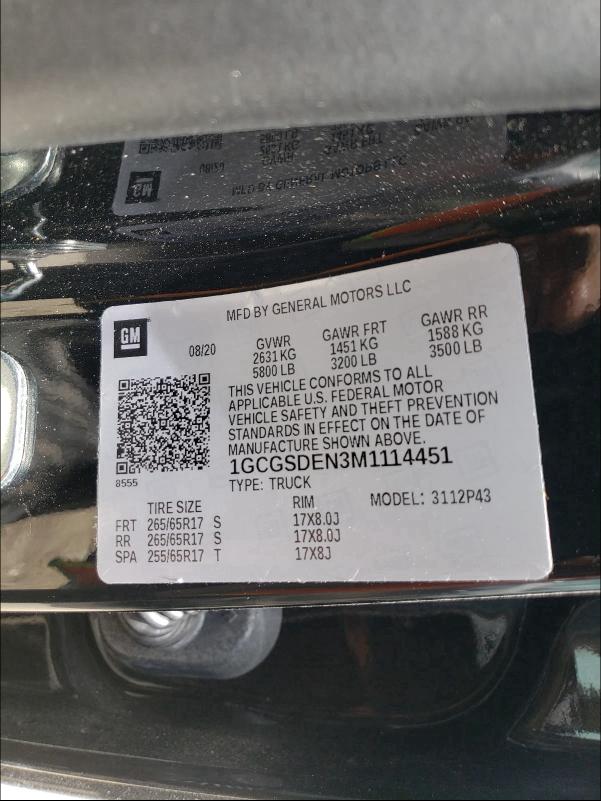 MFD BY GENERAL MOTORS LLC
GM
08/20
GVWR GAWR FRT GAWR RR
2631 KG 1451 KG 1588 KG
5800 LB 3200 LB 3500 LB
THIS VEHICLE CONFORMS TO ALL
APPLICABLE U.S. FEDERAL MOTOR
VEHICLE SAFETY AND THEFT PREVENTION
STANDARDS IN EFFECT ON THE DATE OF
MANUFACTURE SHOWN ABOVE.
1GCGSDEN3M1114451
8555
TYPE: TRUCK
TIRE SIZE RIM MODEL: 3112P43
FRT 265/65R17 S 17X8.0J
RR 265/65R17 S 17X8.0J
SPA 255/65R17 T 17X8J